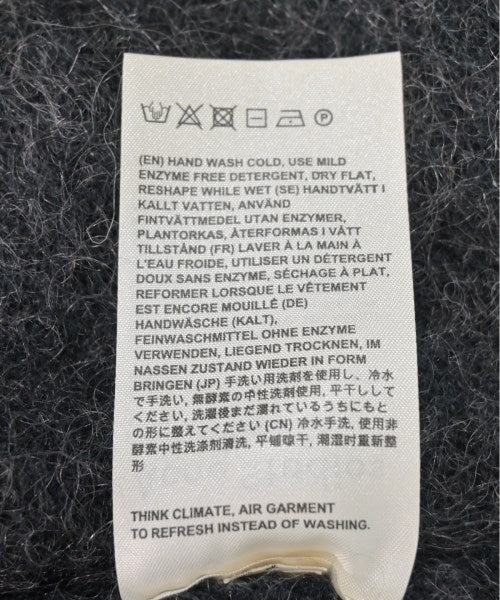 (EN) HAND WASH COLD, USE MILD
ENZYME FREE DETERGENT, DRY FLAT,
RESHAPE WHILE WET (SE) HANDTVÄTT I
KALLT VATTEN, ANVÄND
FINTVÄTTMEDEL UTAN ENZYMER,
PLANTORKAS, ÅTERFORMAS I VÅTT
TILLSTÅND (FR) LAVER À LA MAIN À
L'EAU FROIDE, UTILISER UN DÉTERGENT
DOUX SANS ENZYME, SÉCHAGE À PLAT,
REFORMER LORSQUE LE VÊTEMENT
EST ENCORE MOUILLÉ (DE)
HANDWÄSCHE (KALT),
FEINWASCHMITTEL OHNE ENZYME
VERWENDEN, LIEGEND TROCKNEN, IM
NASSEN ZUSTAND WIEDER IN FORM
BRINGEN (JP) 手洗い用洗剤を使用し、冷水
で手洗い, 無酵素の中性洗剤使用, 平干ししてく
ださい, 洗濯後まだ濡れているうちにもと
の形に整えてください (CN) 冷水手洗, 使用非
酵素中性洗涤剂清洗, 平铺晾干, 潮湿时重新整
形
THINK CLIMATE, AIR GARMENT
TO REFRESH INSTEAD OF WASHING.